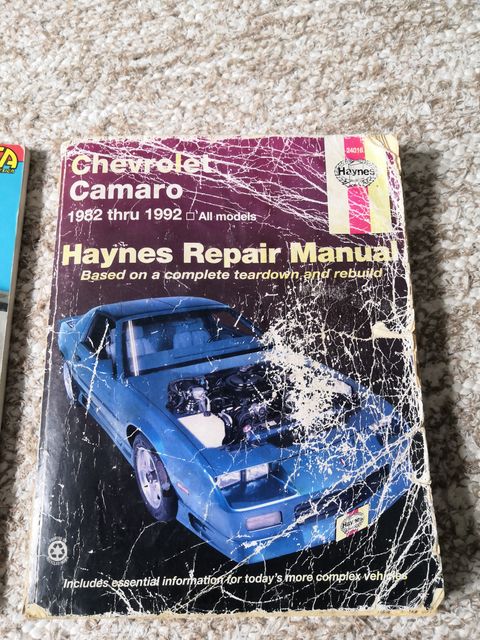 Chevrolet
Camaro
1982 thru 1992 □ All models
24016
Haynes
Haynes Repair Manual
Based on a complete teardown and rebuild
Haynes
Includes essential information for today's more complex vehicles